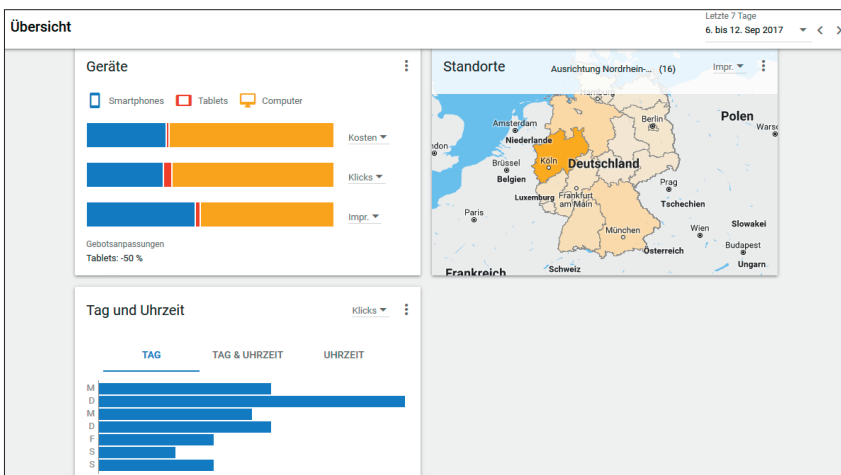 Übersicht
Letzte 7 Tage
6. bis 12. Sep 2017
Geräte
Smartphones Tablets Computer
Kosten
Klicks
Impr.
Gebotsanpassungen
Tablets: -50 %
Standorte
Ausrichtung Nordrhein-... (16)
Impr.
Hamburg
Amsterdam
Berlin
Polen
Niederlande
Köln
Deutschland
Brüssel
Belgien
Luxemburg
Frankfurt
am Main
Prag
Tschechien
Paris
München
Wien
Slowakei
Budapest
Österreich
Ungarn
Frankreich
Schweiz
Tag und Uhrzeit
Klicks
TAG TAG & UHRZEIT UHRZEIT
M
D
M
D
F
S
S